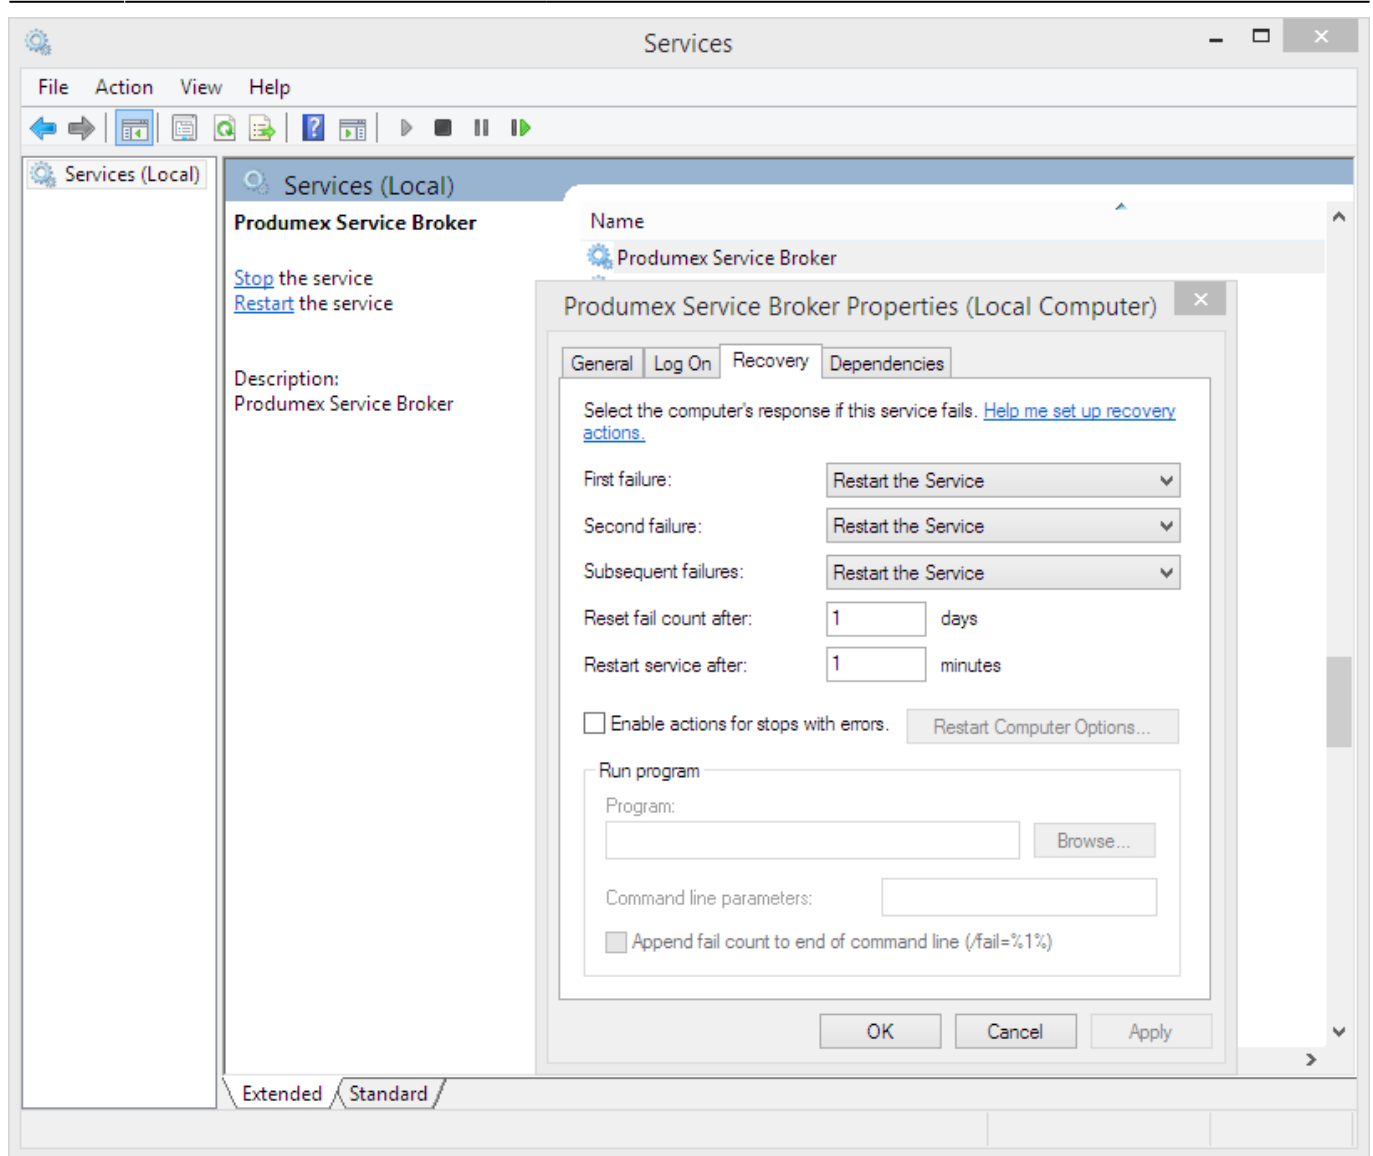 Services
File Action View Help
Services (Local)
Services (Local)
Produmex Service Broker
Stop the service
Restart the service
Description:
Produmex Service Broker
Name
Produmex Service Broker
Produmex Service Broker Properties (Local Computer)
General Log On Recovery Dependencies
Select the computer's response if this service fails. Help me set up recovery
actions.
First failure: Restart the Service
Second failure: Restart the Service
Subsequent failures: Restart the Service
Reset fail count after: 1 days
Restart service after: 1 minutes
Enable actions for stops with errors. Restart Computer Options...
Run program
Program:
Browse...
Command line parameters:
Append fail count to end of command line (/fail=%1%)
OK Cancel Apply
Extended Standard